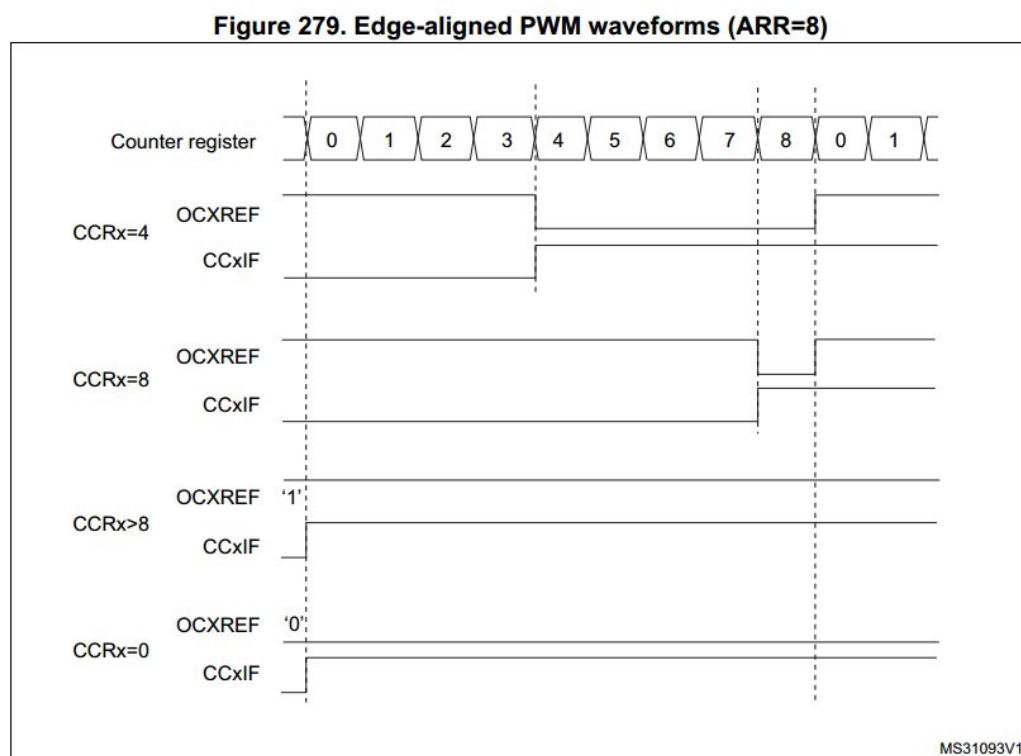 Figure 279. Edge-aligned PWM waveforms (ARR=8)
Counter register 0 1 2 3 4 5 6 7 8 0 1
CCRx=4
OCXREF
CCxIF
CCRx=8
OCXREF
CCxIF
CCRx>8
OCXREF ‘1’
CCxIF
CCRx=0
OCXREF ‘0’
CCxIF
MS31093V1